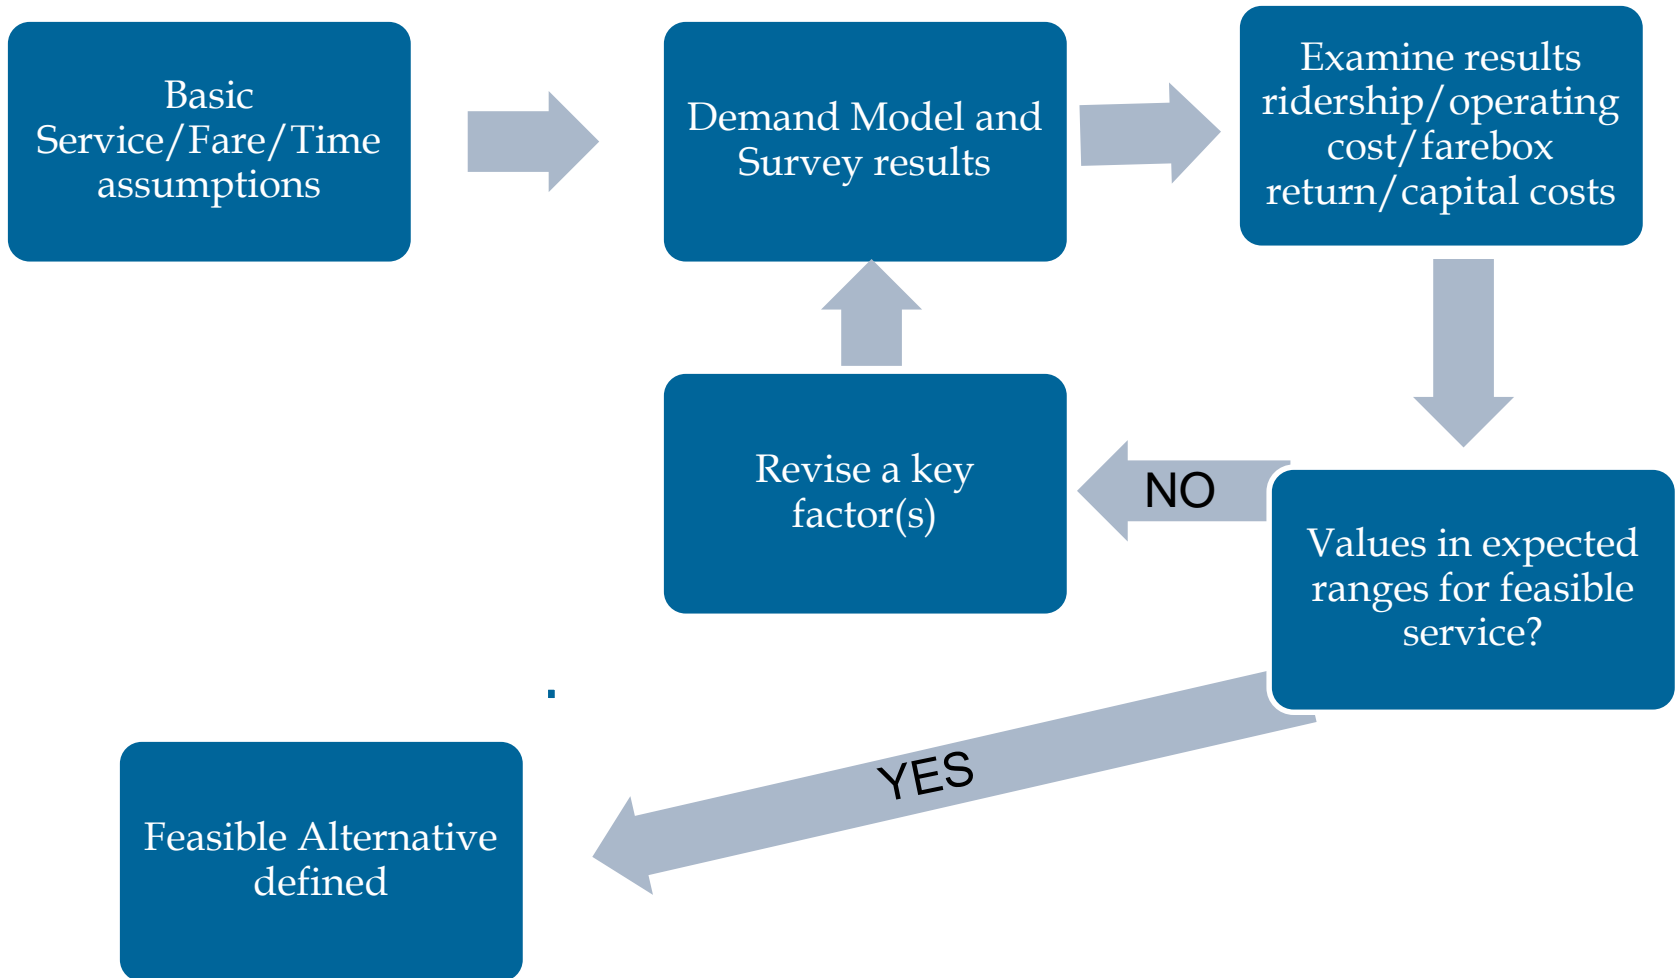 Basic
Service/Fare/Time
assumptions
Demand Model and
Survey results
Examine results
ridership/operating
cost/farebox
return/capital costs
Values in expected
ranges for feasible
service?
NO
Revise a key
factor(s)
YES
Feasible Alternative
defined